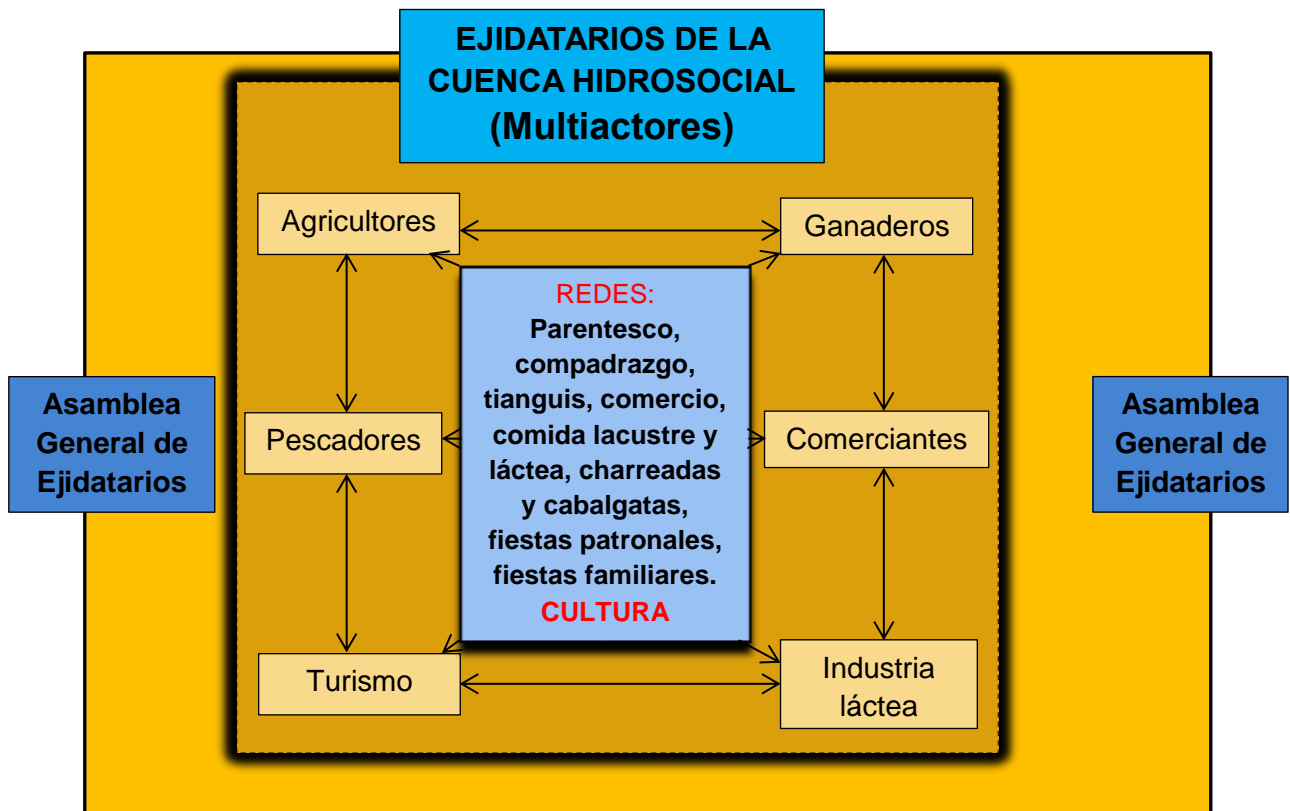 EJIDATARIOS DE LA
CUENCA HIDROSOCIAL
(Multiactores)
Agricultores
Ganaderos
REDES:
Parentesco,
compadrazgo,
tianguis, comercio,
comida lacustre y
láctea, charreadas
y cabalgatas,
fiestas patronales,
fiestas familiares.
CULTURA
Asamblea
General de
Ejidatarios
Pescadores
Comerciantes
Asamblea
General de
Ejidatarios
Turismo
Industria
láctea